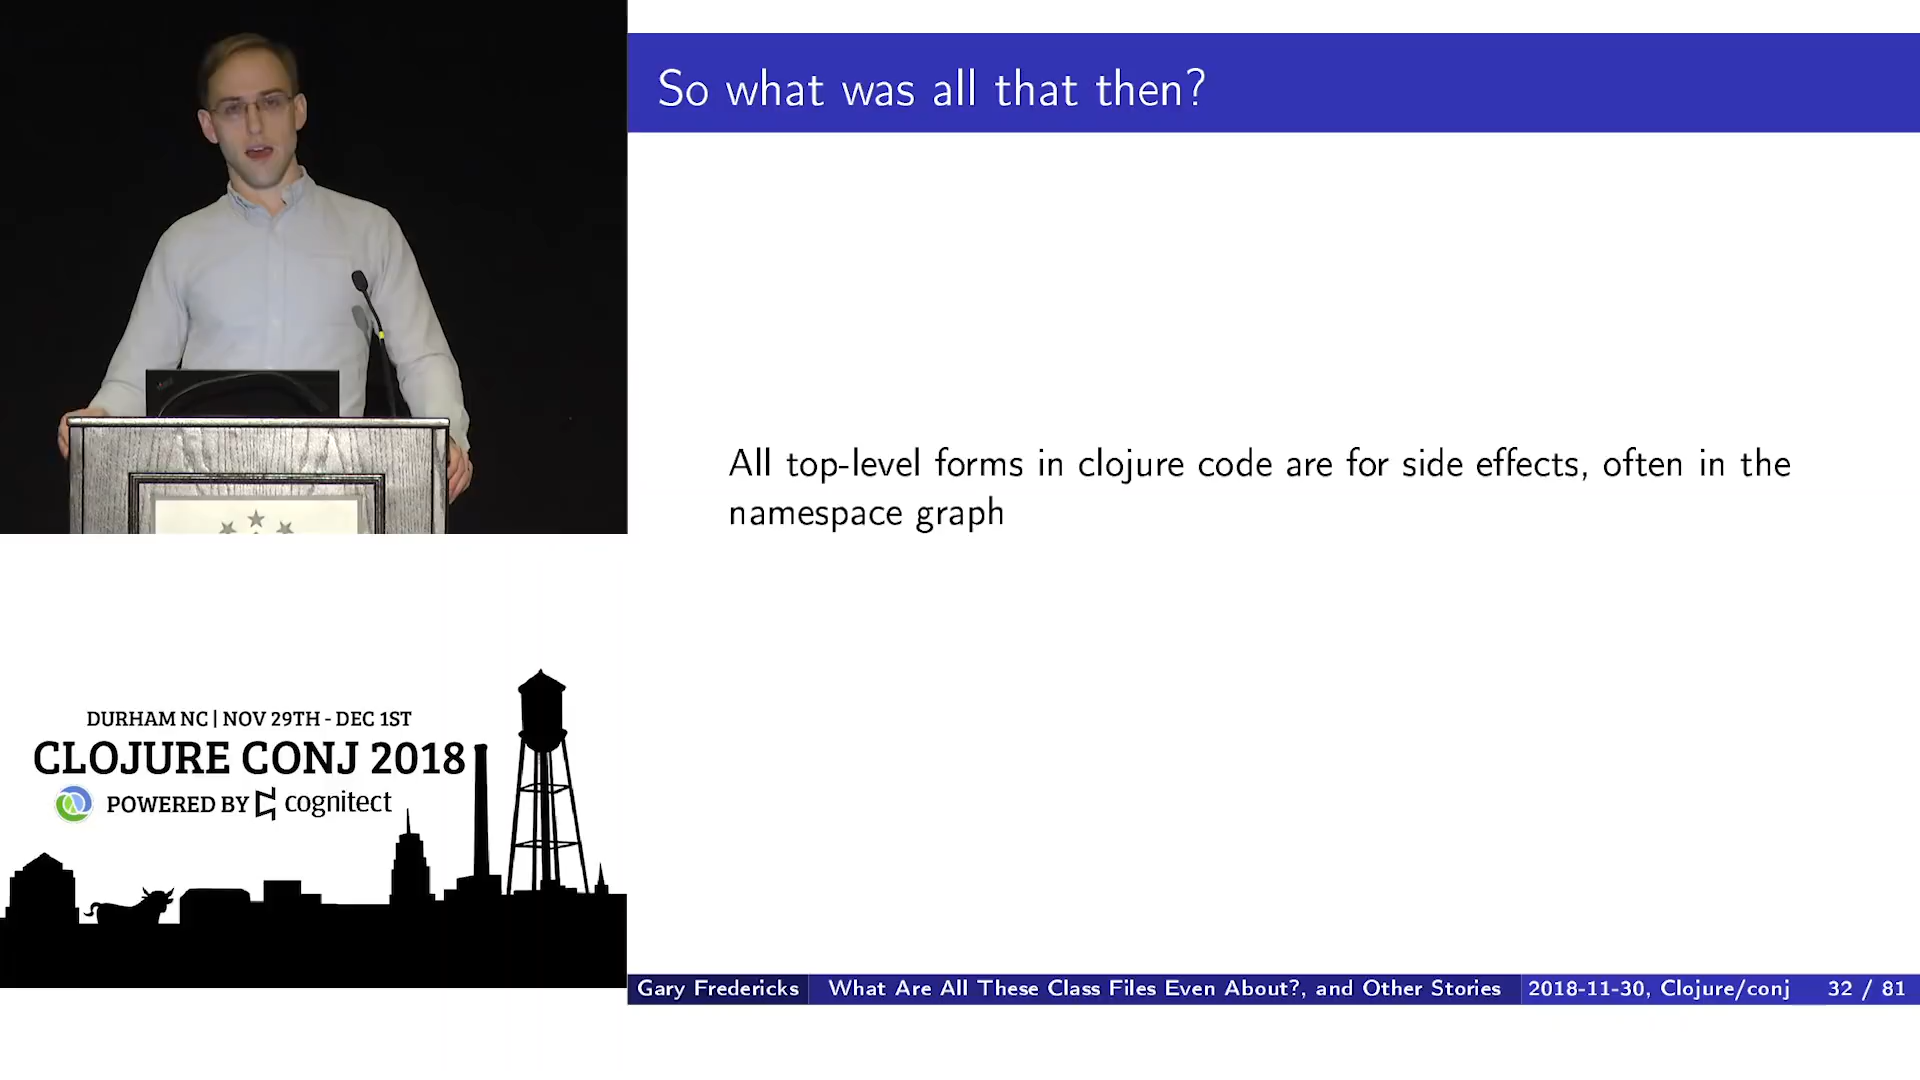 So what was all that then?
All top-level forms in clojure code are for side effects, often in the
namespace graph
DURHAM NC | NOV 29TH - DEC 1ST
CLOJURE CONJ 2018
POWERED BY cognitect
Gary Fredericks What Are All These Class Files Even About?, and Other Stories 2018-11-30, Clojure/conj 32 / 81